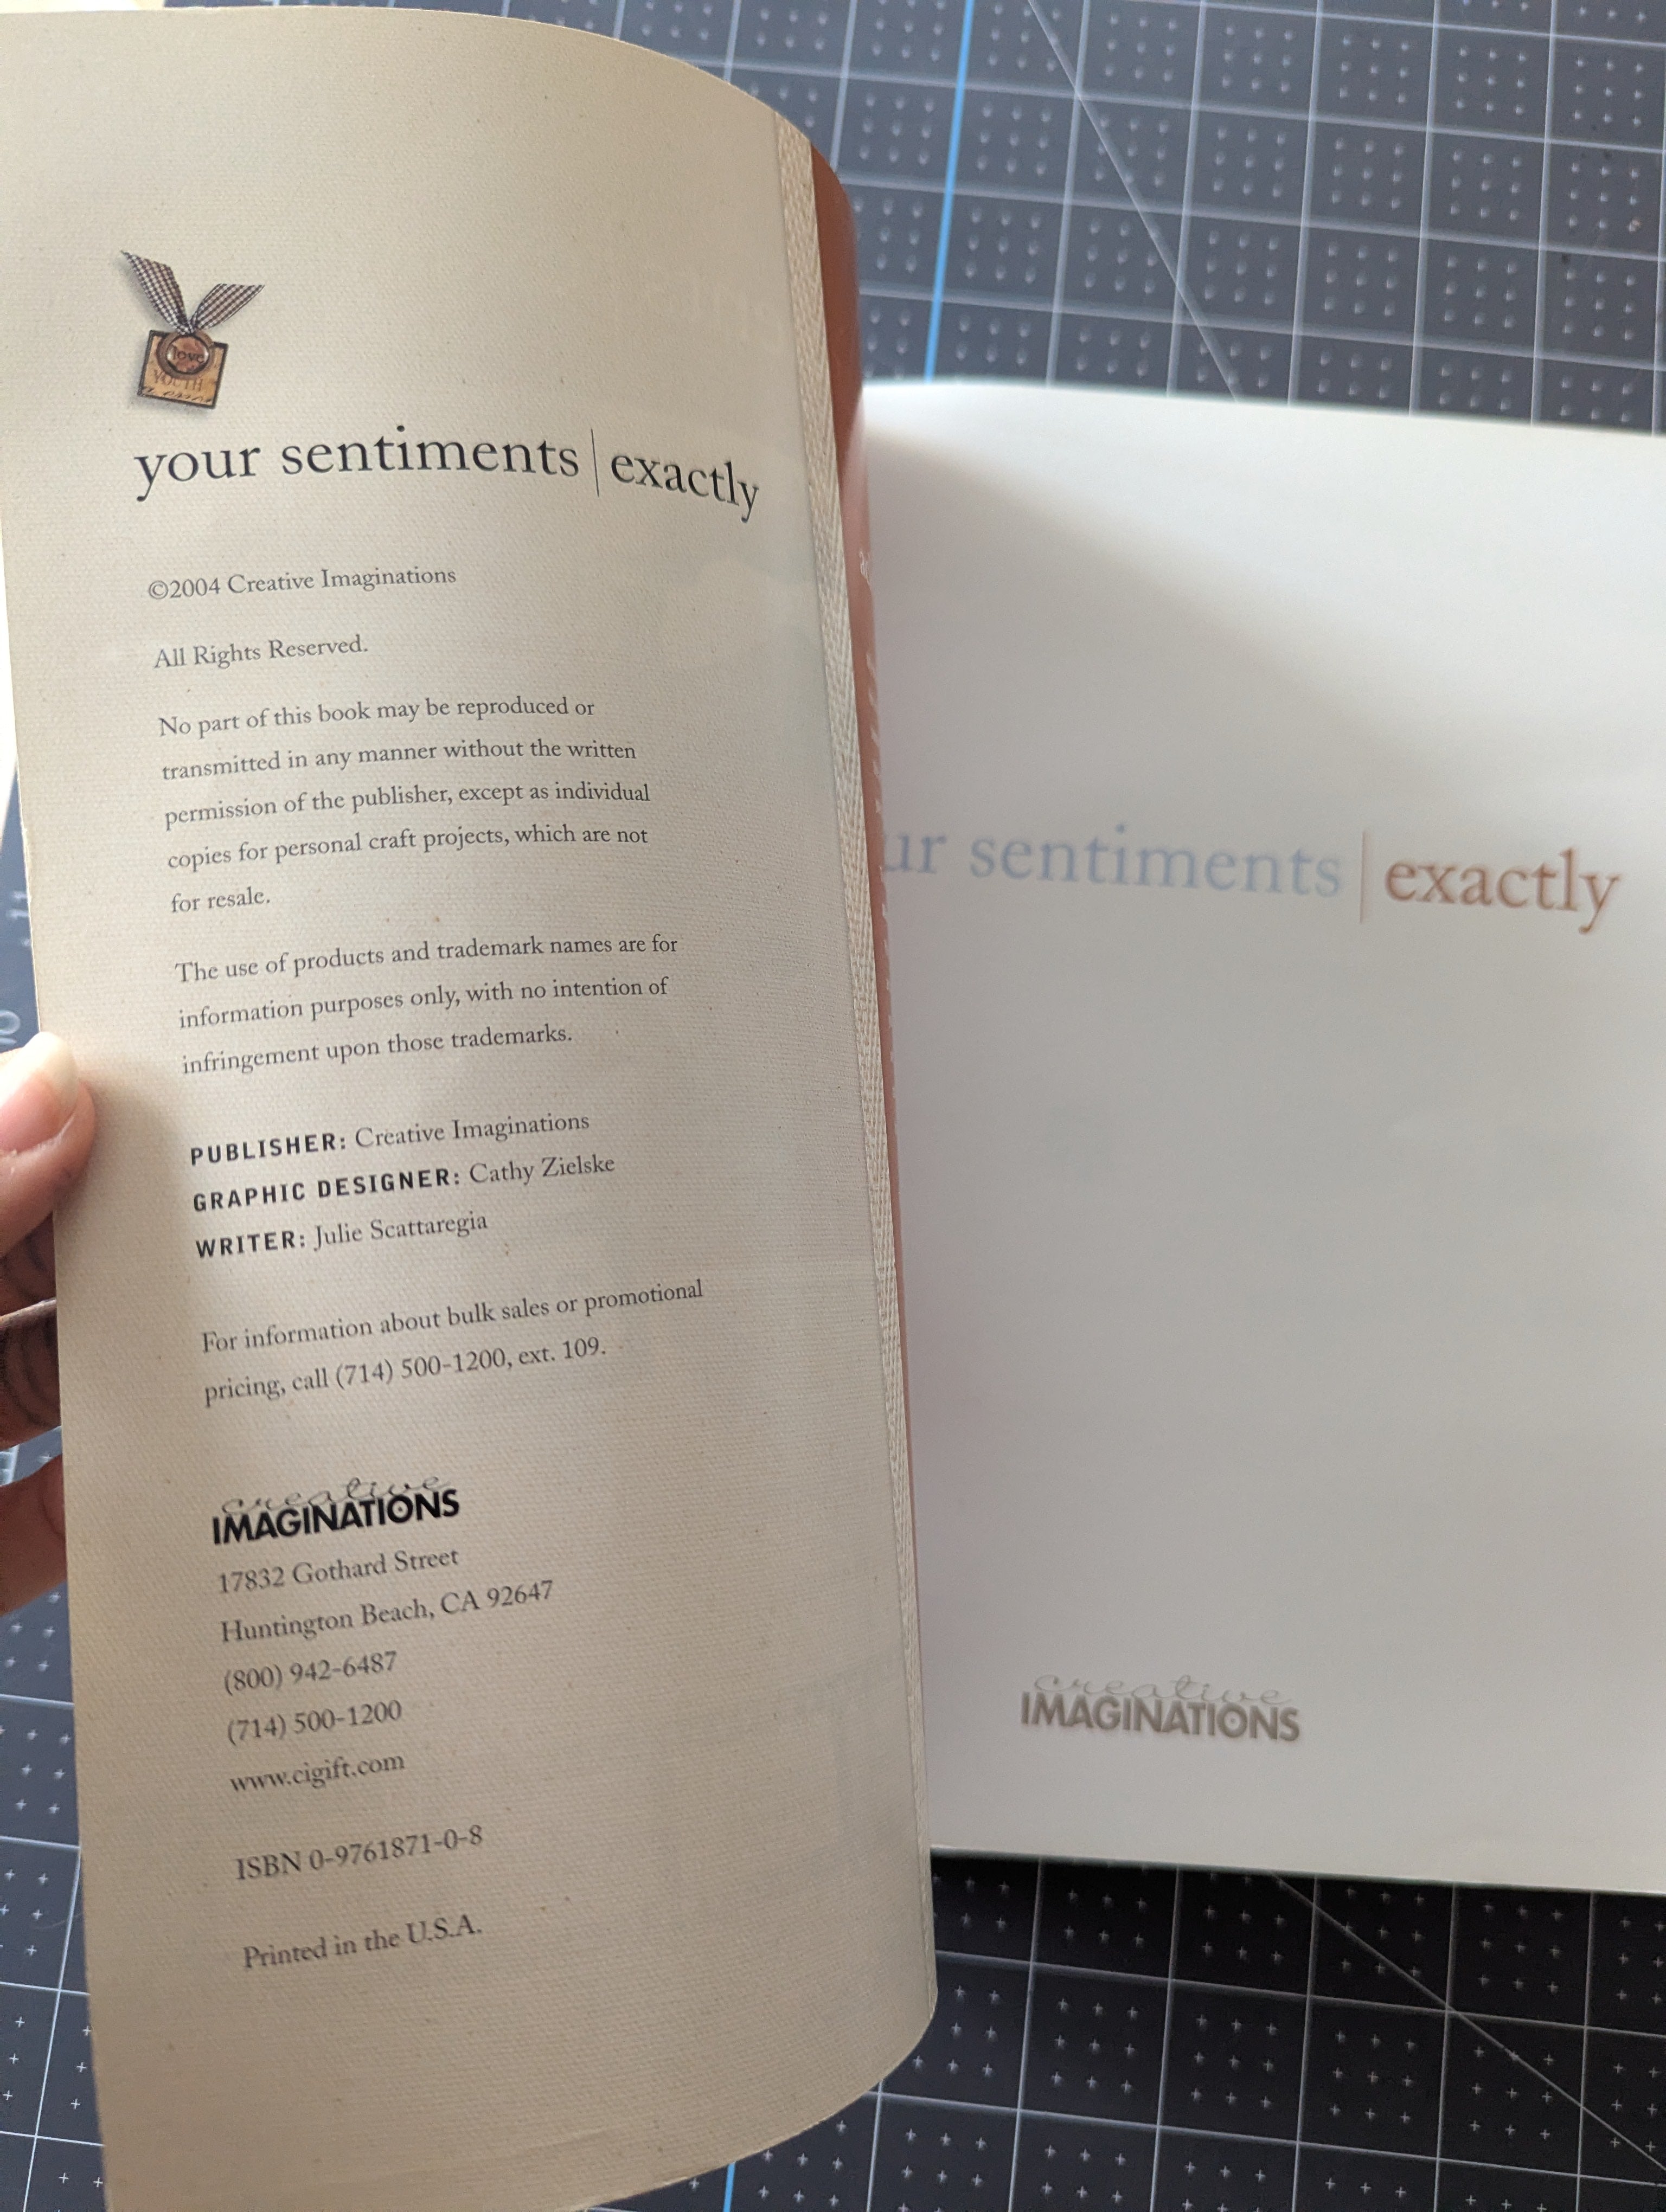 love
YOUTH
your sentiments | exactly
©2004 Creative Imaginations
All Rights Reserved.
No part of this book may be reproduced or
transmitted in any manner without the written
permission of the publisher, except as individual
copies for personal craft projects, which are not
for resale.
The use of products and trademark names are for
information purposes only, with no intention of
infringement upon those trademarks.
PUBLISHER: Creative Imaginations
GRAPHIC DESIGNER: Cathy Zielske
WRITER: Julie Scattaregia
For information about bulk sales or promotional
pricing, call (714) 500-1200, ext. 109.
creative
IMAGINATIONS
17832 Gothard Street
Huntington Beach, CA 92647
(800) 942-6487
(714) 500-1200
www.cigift.com
ISBN 0-9761871-0-8
Printed in the U.S.A.
ur sentiments | exactly
creative
IMAGINATIONS